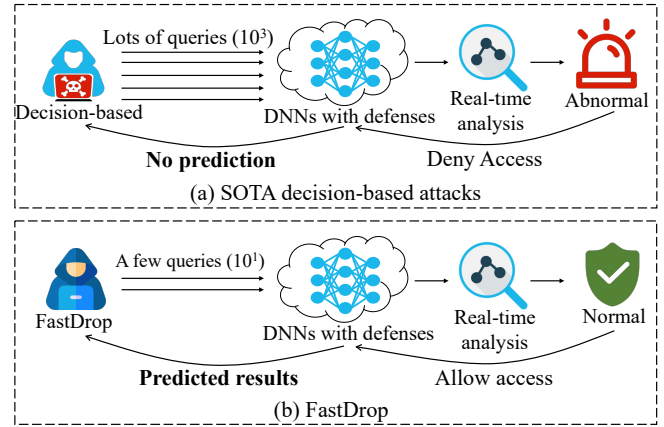 Lots of queries (10³)
Decision-based
DNNs with defenses
Real-time
analysis
Abnormal
No prediction
Deny Access
(a) SOTA decision-based attacks
A few queries (10¹)
FastDrop
DNNs with defenses
Real-time
analysis
Normal
Predicted results
Allow access
(b) FastDrop